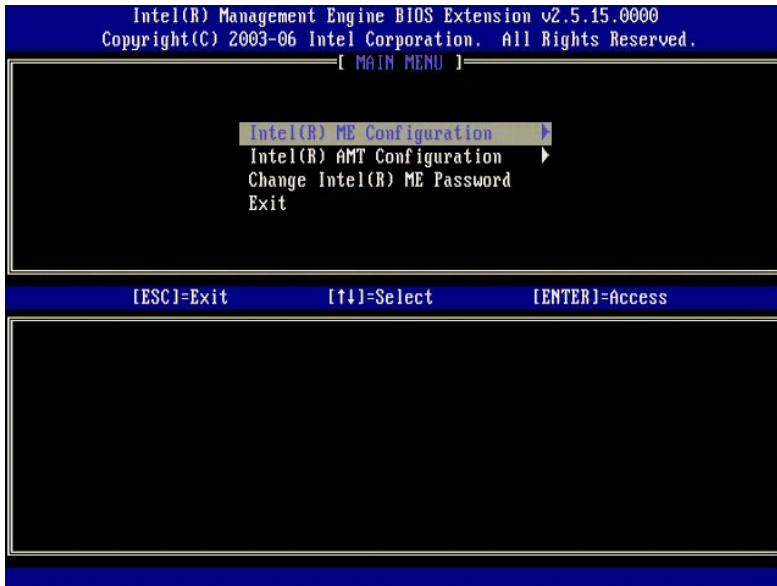 Intel(R) Management Engine BIOS Extension v2.5.15.0000
Copyright(C) 2003-06 Intel Corporation. All Rights Reserved.
[ MAIN MENU ]
Intel(R) ME Configuration ►
Intel(R) AMT Configuration ►
Change Intel(R) ME Password
Exit
[ESC]=Exit [↑↓]=Select [ENTER]=Access